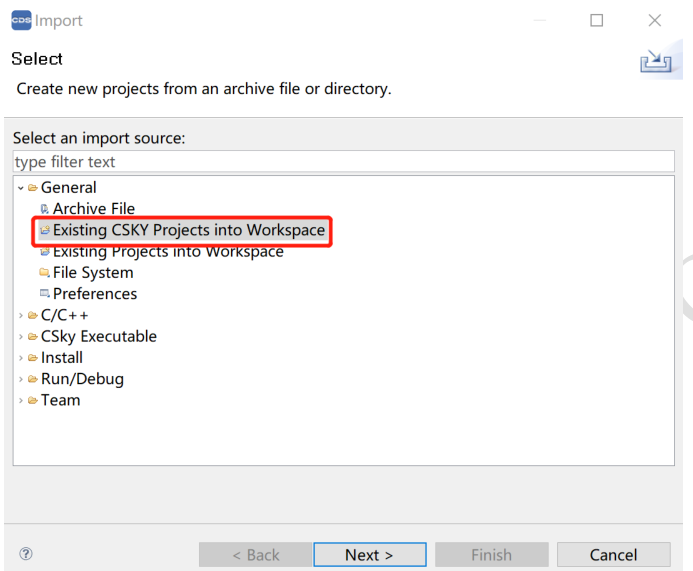 CDS Import
Select
Create new projects from an archive file or directory.
Select an import source:
type filter text
General
Archive File
Existing CSKY Projects into Workspace
Existing Projects into Workspace
File System
Preferences
C/C++
CSky Executable
Install
Run/Debug
Team
? < Back Next > Finish Cancel